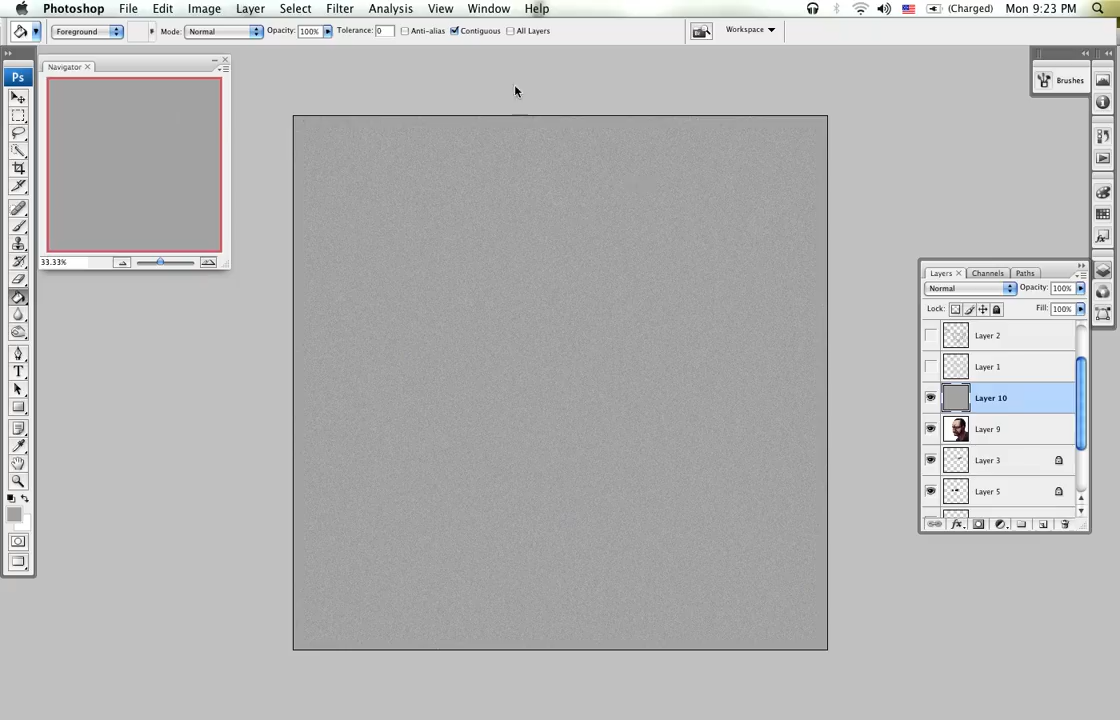 Photoshop File Edit Image Layer Select Filter Analysis View Window Help (Charged) Mon 9:23 PM
Foreground Mode: Normal Opacity: 100% Tolerance: 0 Anti-alias Contiguous All Layers Workspace
Navigator
Ps
Brushes
33.33%
Layers Channels Paths
Normal Opacity: 100%
Lock: Fill: 100%
Layer 2
Layer 1
Layer 10
Layer 9
Layer 3
Layer 5
T
fx